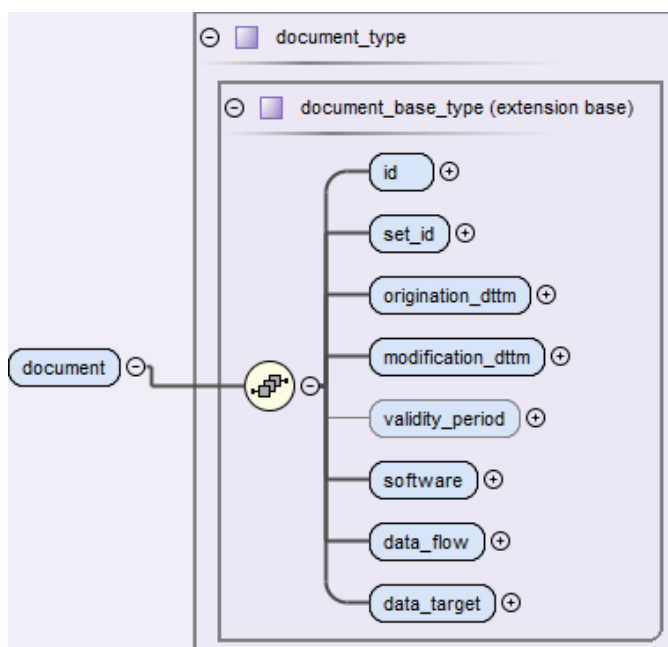 document_type
document_base_type (extension base)
id
set_id
origination_dttm
modification_dttm
document
validity_period
software
data_flow
data_target